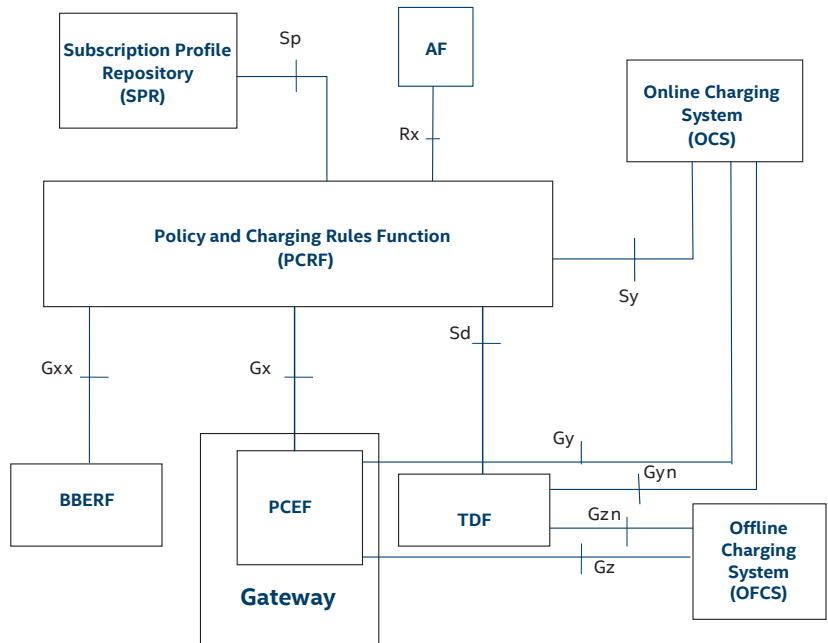 Subscription Profile
Repository
(SPR)
Sp
AF
Rx
Online Charging
System
(OCS)
Policy and Charging Rules Function
(PCRF)
Sy
Gxx
Gx
Sd
Gy
Gyn
BBERF
PCEF
TDF
Gzn
Gz
Offline
Charging
System
(OFCS)
Gateway